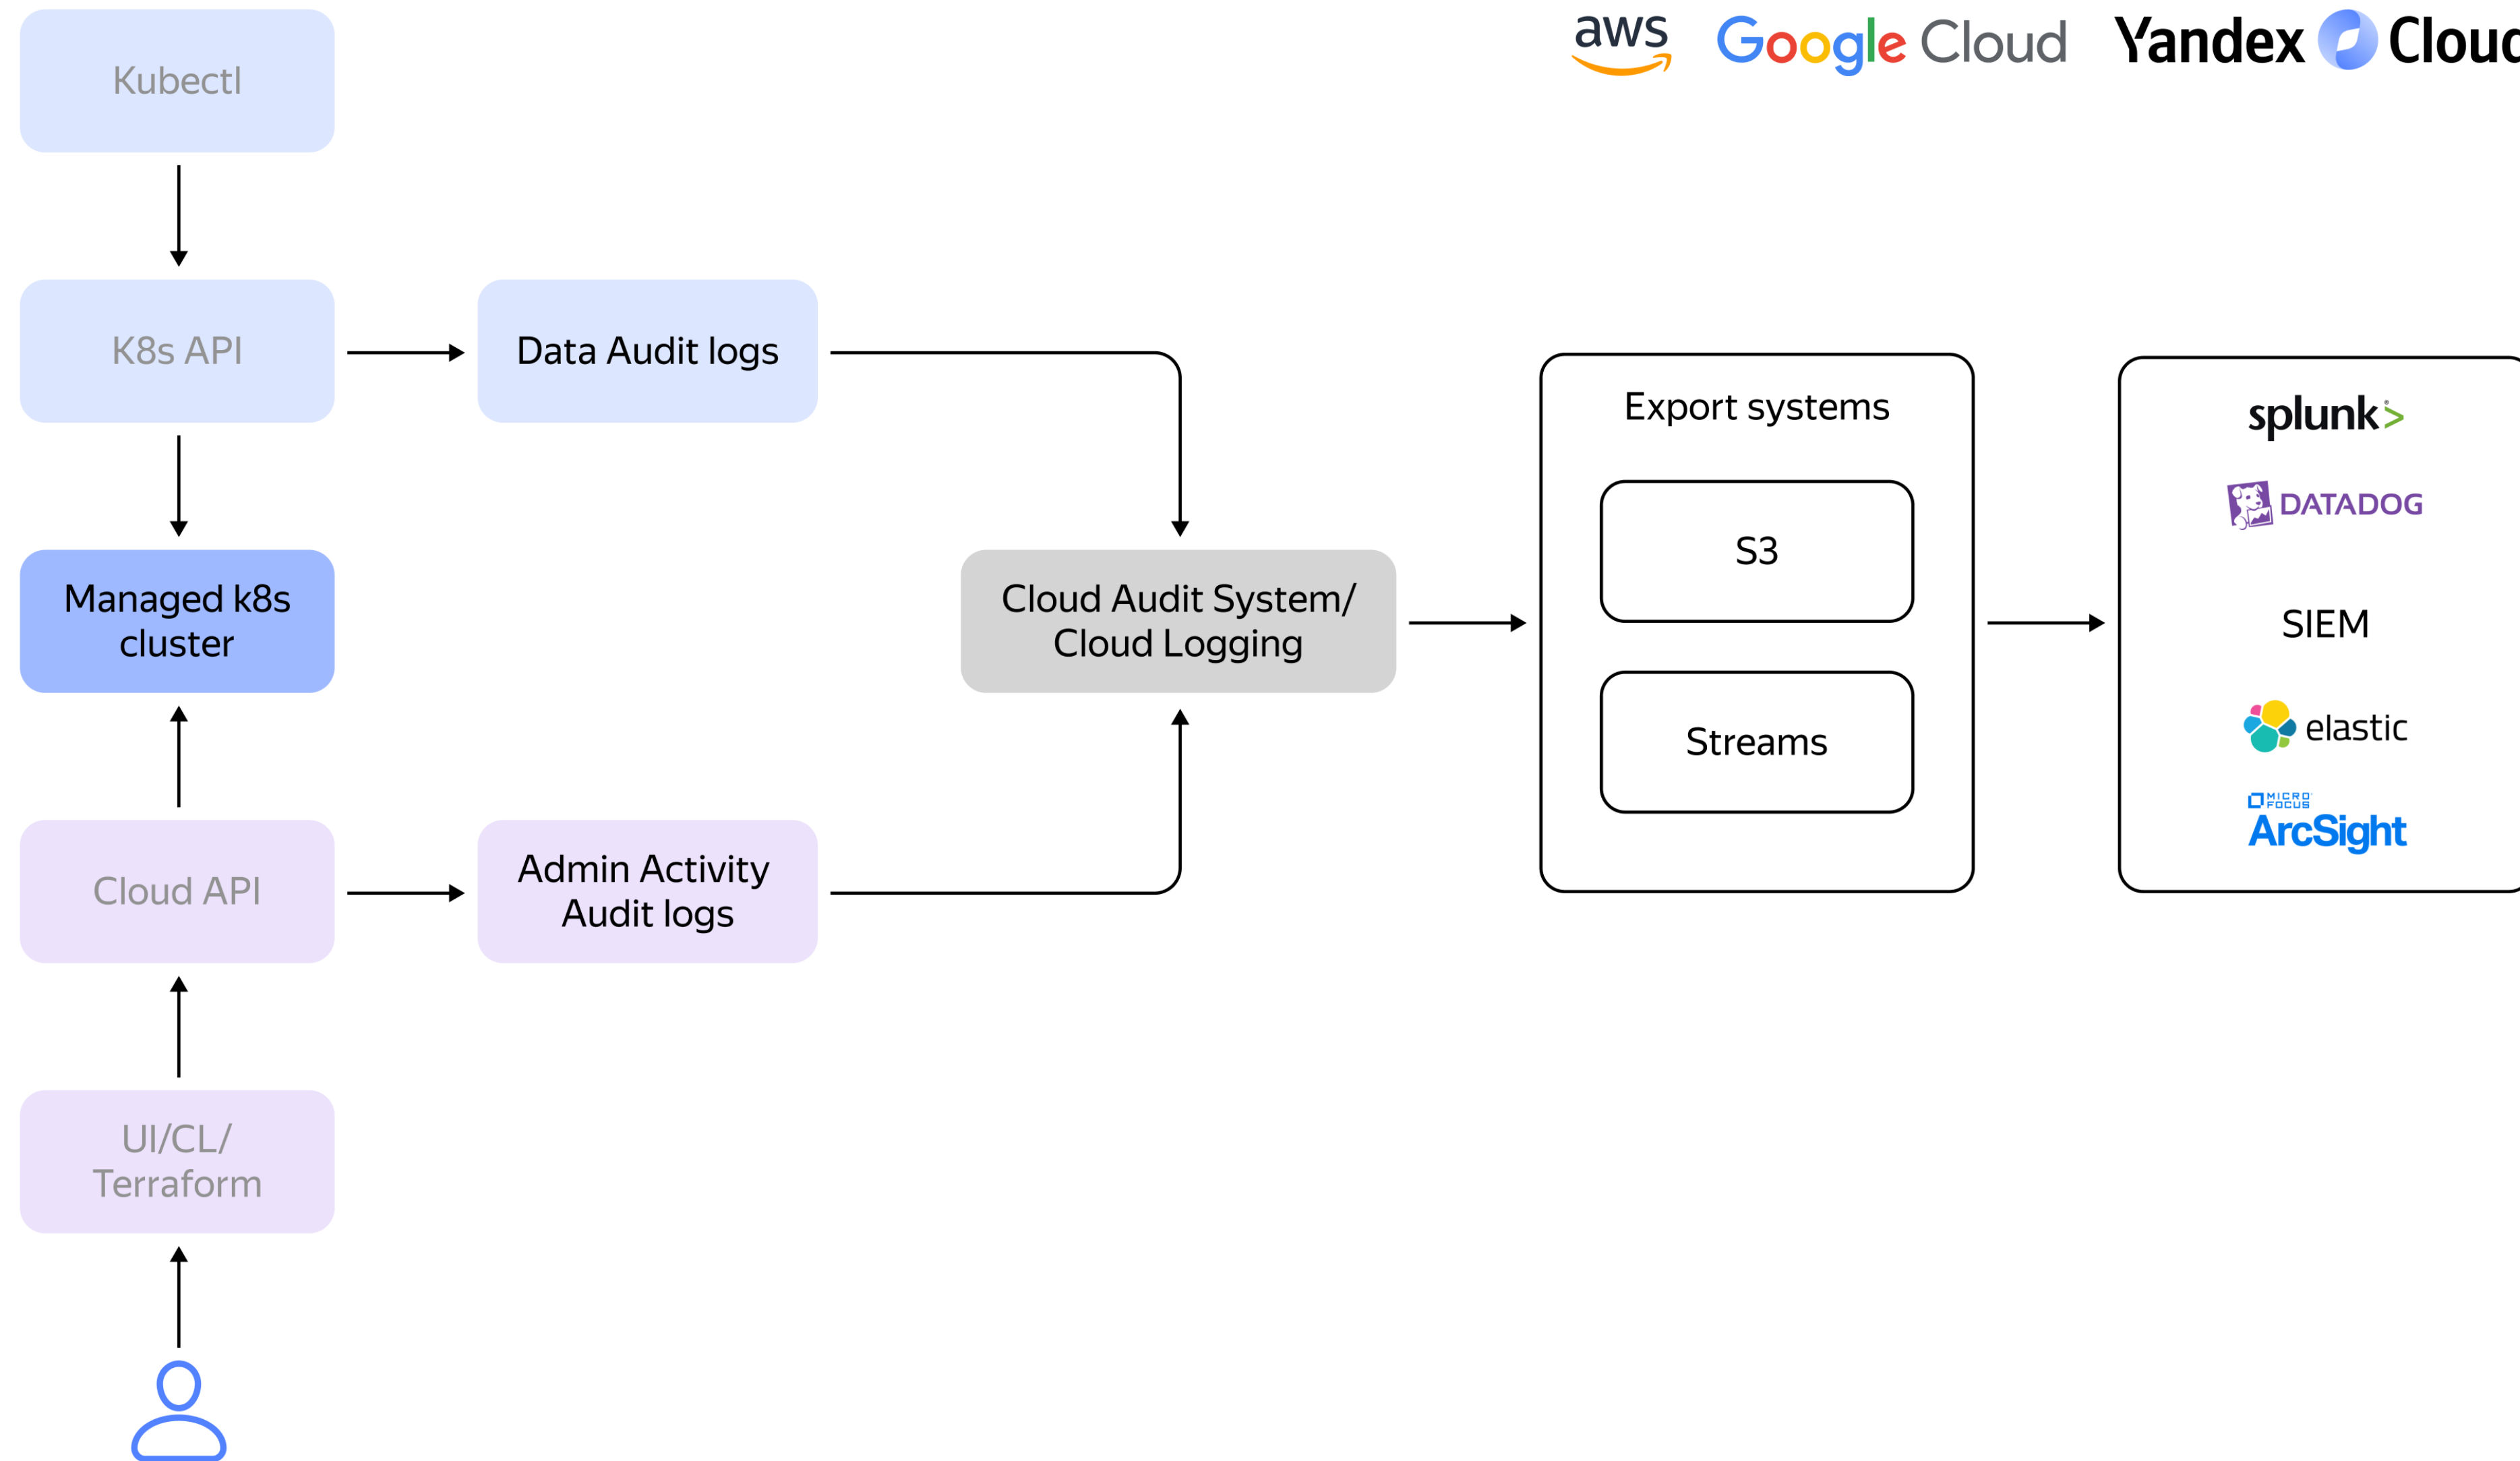 Kubectl
aws
Google Cloud
Yandex Cloud
K8s API
Data Audit logs
Managed k8s
cluster
Cloud Audit System/
Cloud Logging
Export systems
S3
Streams
splunk>
DATADOG
SIEM
elastic
MICRO
FOCUS
ArcSight
Cloud API
Admin Activity
Audit logs
UI/CL/
Terraform